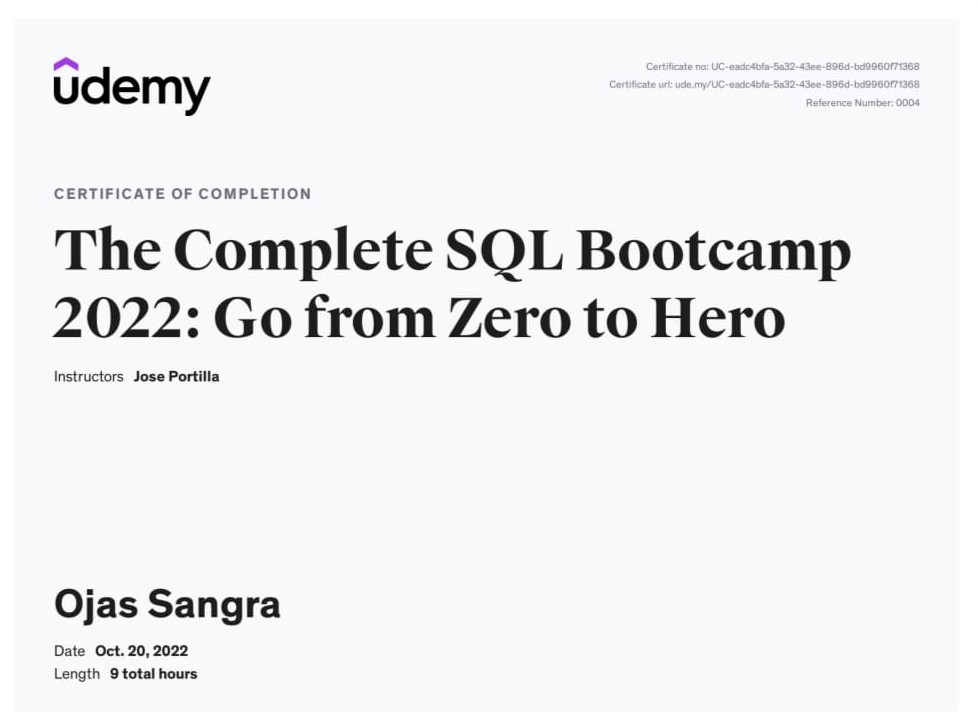 udemy
Certificate no: UC-eadc4bfa-5a32-43ee-896d-bd9960f71368
Certificate url: ude.my/UC-eadc4bfa-5a32-43ee-896d-bd9960f71368
Reference Number: 0004
CERTIFICATE OF COMPLETION
The Complete SQL Bootcamp
2022: Go from Zero to Hero
Instructors Jose Portilla
Ojas Sangra
Date Oct. 20, 2022
Length 9 total hours